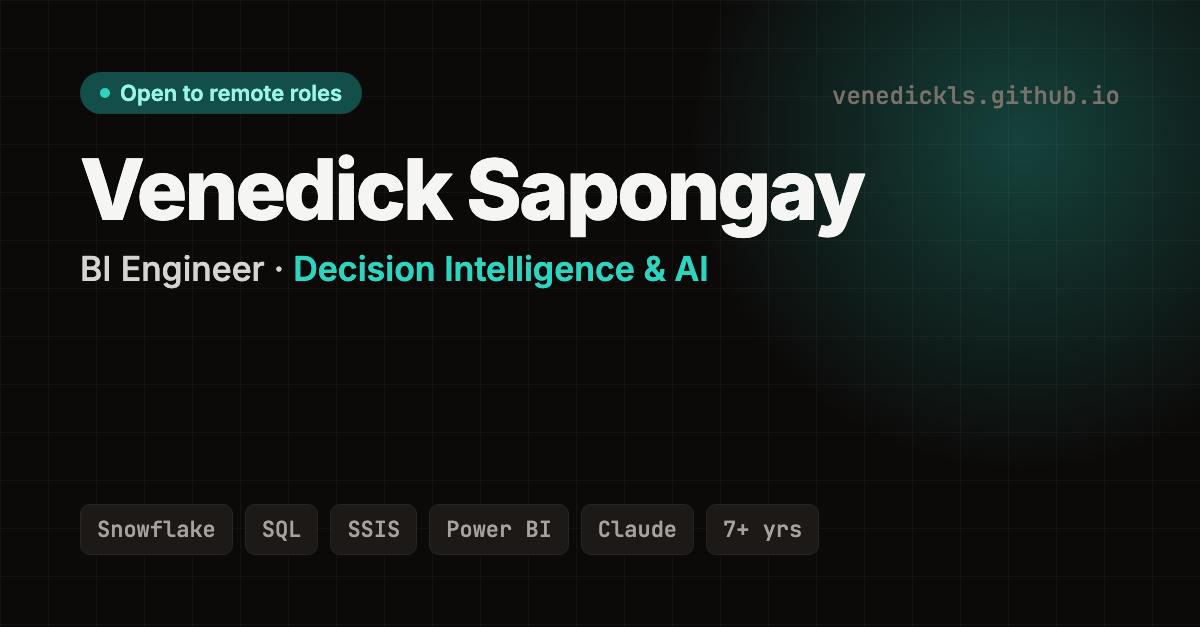 Open to remote roles
venedickls.github.io
Venedick Sapongay
BI Engineer · Decision Intelligence & AI
Snowflake SQL SSIS Power BI Claude 7+ yrs